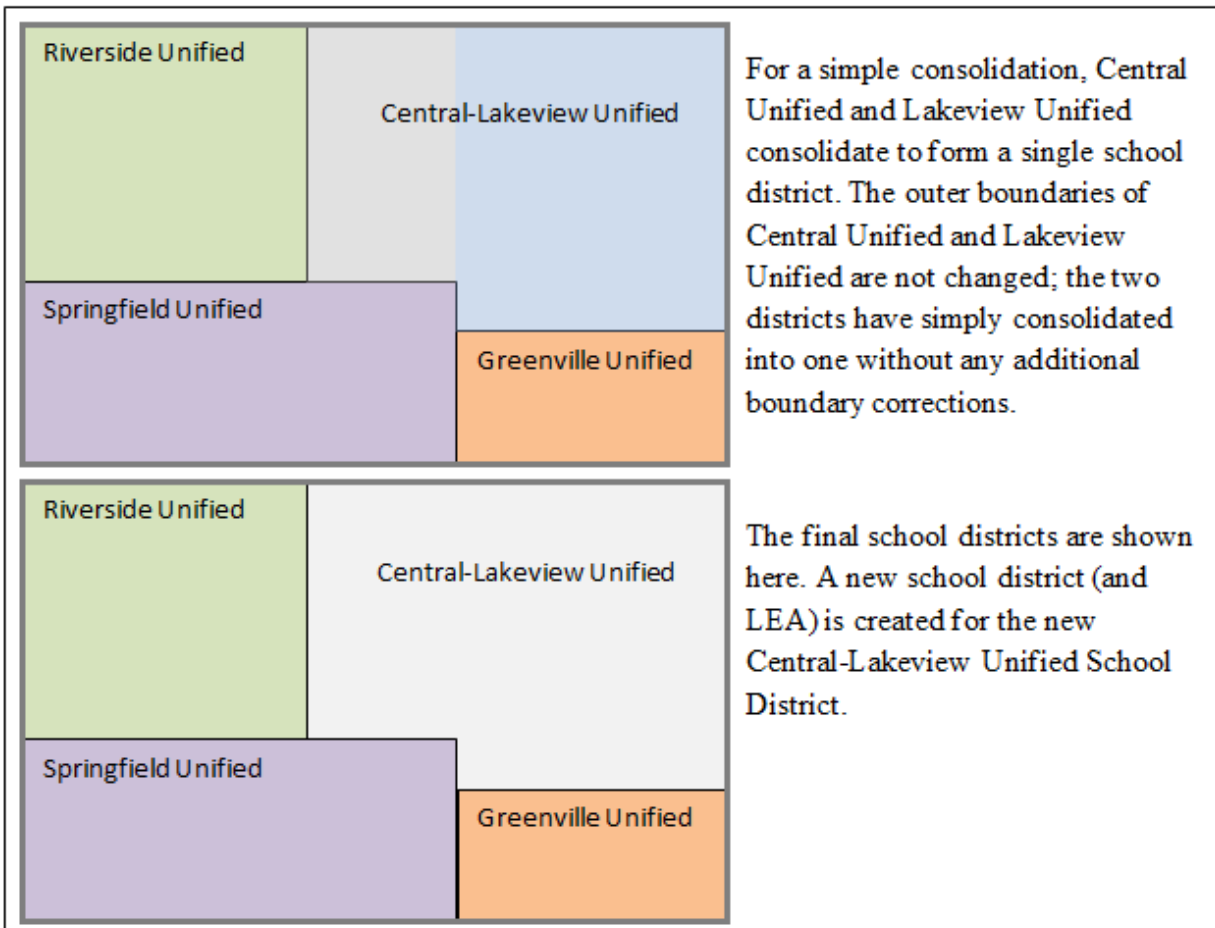 Riverside Unified
Central-Lakeview Unified
Springfield Unified
Greenville Unified
For a simple consolidation, Central
Unified and Lakeview Unified
consolidate to form a single school
district. The outer boundaries of
Central Unified and Lakeview
Unified are not changed; the two
districts have simply consolidated
into one without any additional
boundary corrections.
Riverside Unified
Central-Lakeview Unified
Springfield Unified
Greenville Unified
The final school districts are shown
here. A new school district (and
LEA) is created for the new
Central-Lakeview Unified School
District.